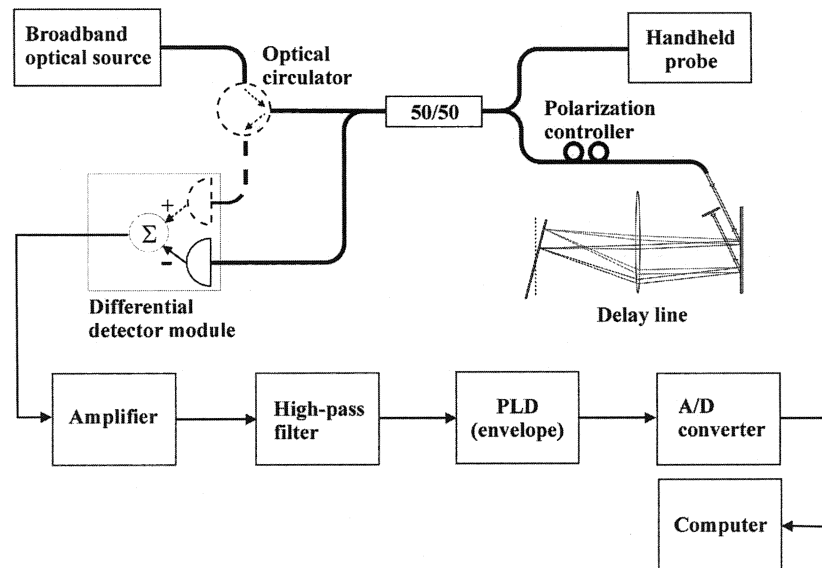 Broadband
optical source
Optical
circulator
50/50
Handheld
probe
Polarization
controller
+
Σ
-
Differential
detector module
Delay line
Amplifier
High-pass
filter
PLD
(envelope)
A/D
converter
Computer